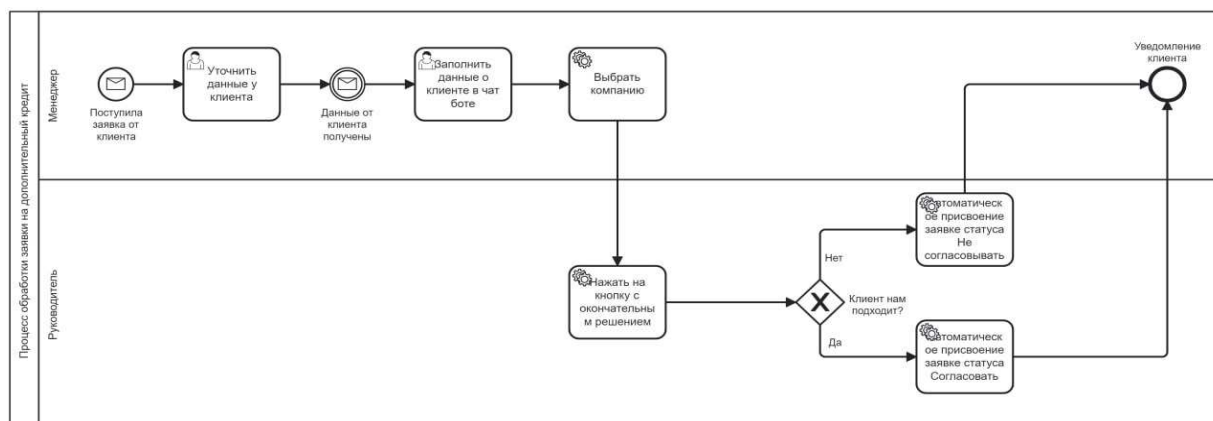 Процесс обработки заявки на дополнительный кредит
Менеджер
Поступила
заявка от
клиента
Уточнить
данные у
клиента
Данные от
клиента
получены
Заполнить
данные о
клиенте в чат
боте
Выбрать
компанию
Уведомление
клиента
Руководитель
Нажать на
кнопку с
окончательны
м решением
Клиент нам
подходит?
Нет
Да
Автоматическ
ое присвоение
заявке статуса
Не
согласовывать
Автоматическ
ое присвоение
заявке статуса
Согласовать